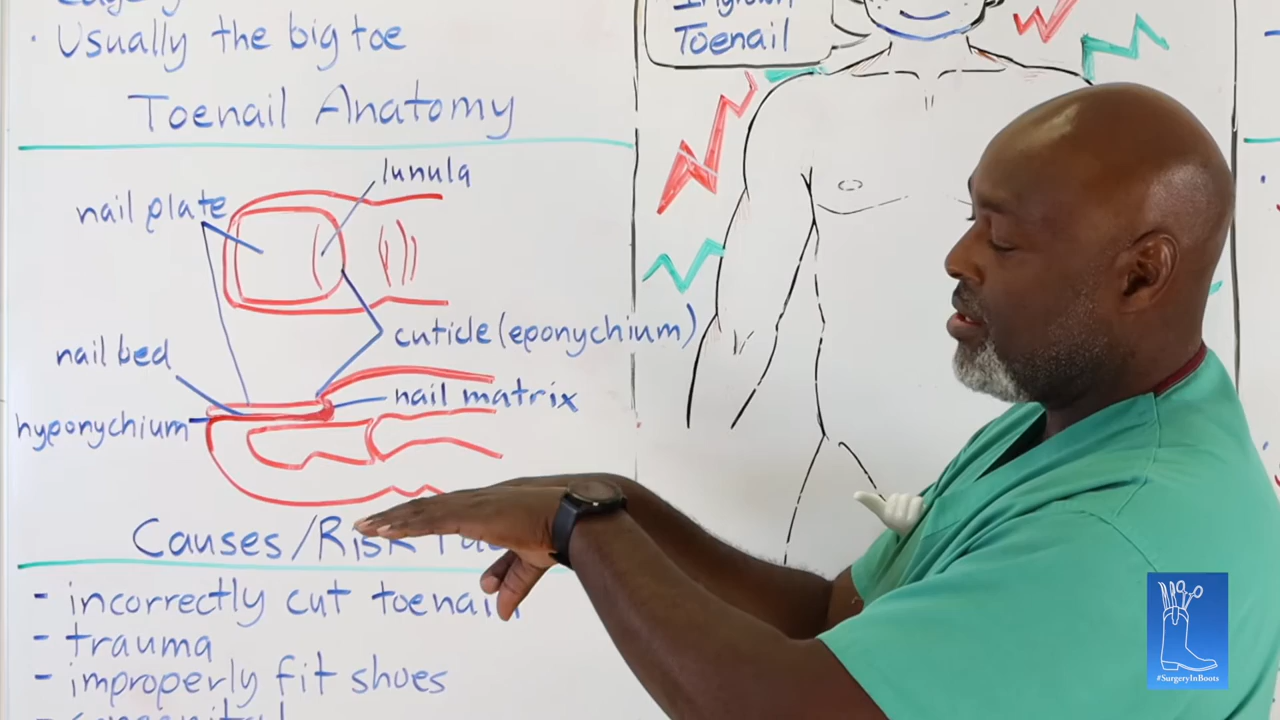 · Usually the big toe
Toenail Anatomy
lunula
nail plate
cuticle (eponychium)
nail bed
nail matrix
hyponychium
Causes/Risk
- incorrectly cut toenail
- trauma
- improperly fit shoes
Ingrown
Toenail
#SurgeryInBoots